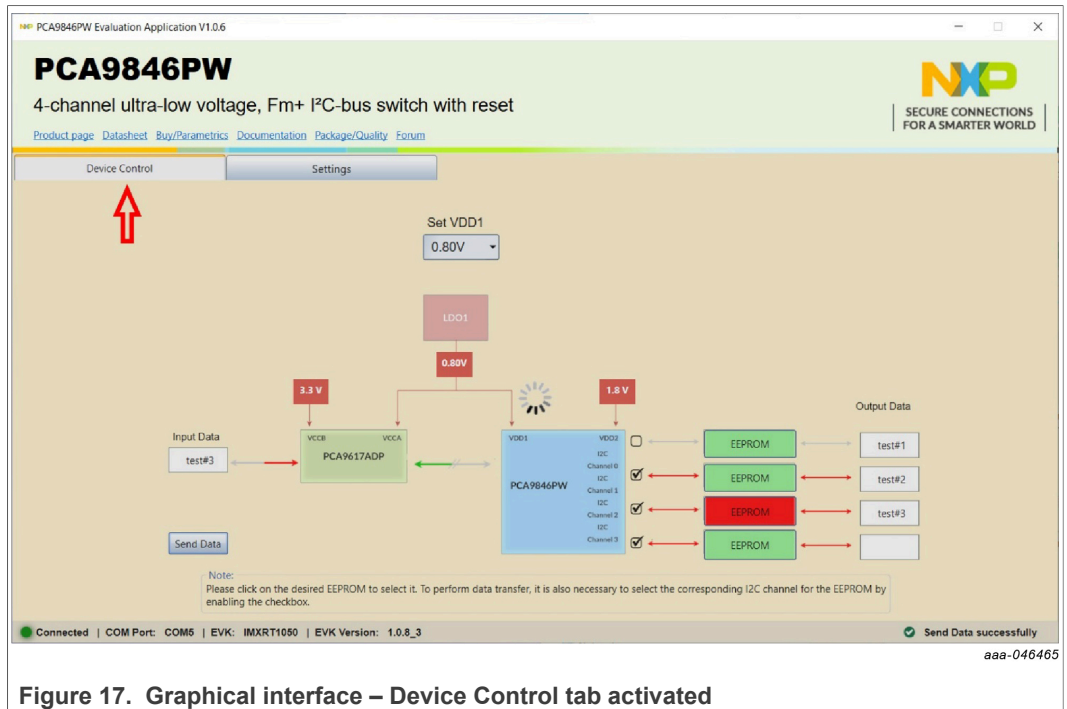 PCA9846PW Evaluation Application V1.0.6
PCA9846PW
4-channel ultra-low voltage, Fm+ I²C-bus switch with reset
Product page Datasheet Buy/Parametrics Documentation Package/Quality Forum
NXP
SECURE CONNECTIONS
FOR A SMARTER WORLD
Device Control Settings
Set VDD1
0.80V
LDO1
0.80V
3.3 V
1.8 V
Output Data
Input Data
test#3
VCCB VCCA
PCA9617ADP
VDD1 VDD2
PCA9846PW
I2C
Channel 0
I2C
Channel 1
I2C
Channel 2
I2C
Channel 3
EEPROM test#1
EEPROM test#2
EEPROM test#3
EEPROM
Send Data
Note:
Please click on the desired EEPROM to select it. To perform data transfer, it is also necessary to select the corresponding I2C channel for the EEPROM by
enabling the checkbox.
Connected | COM Port: COM5 | EVK: IMXRT1050 | EVK Version: 1.0.8_3 Send Data successfully
aaa-046465
Figure 17. Graphical interface – Device Control tab activated